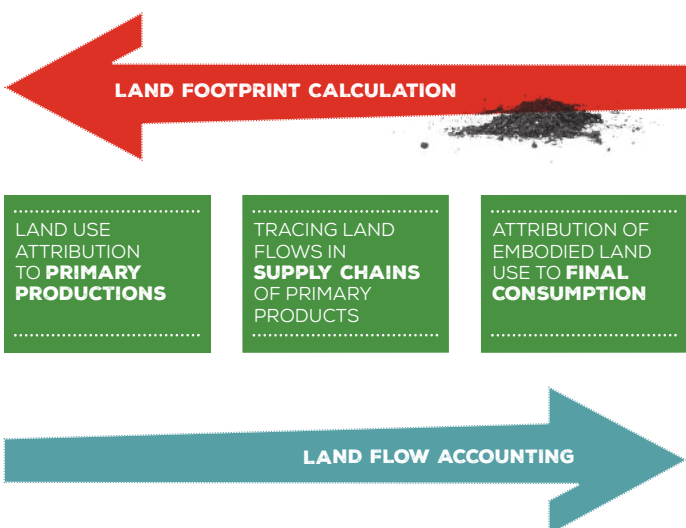 LAND FOOTPRINT CALCULATION
LAND USE
ATTRIBUTION
TO PRIMARY
PRODUCTIONS
TRACING LAND
FLOWS IN
SUPPLY CHAINS
OF PRIMARY
PRODUCTS
ATTRIBUTION OF
EMBODIED LAND
USE TO FINAL
CONSUMPTION
LAND FLOW ACCOUNTING